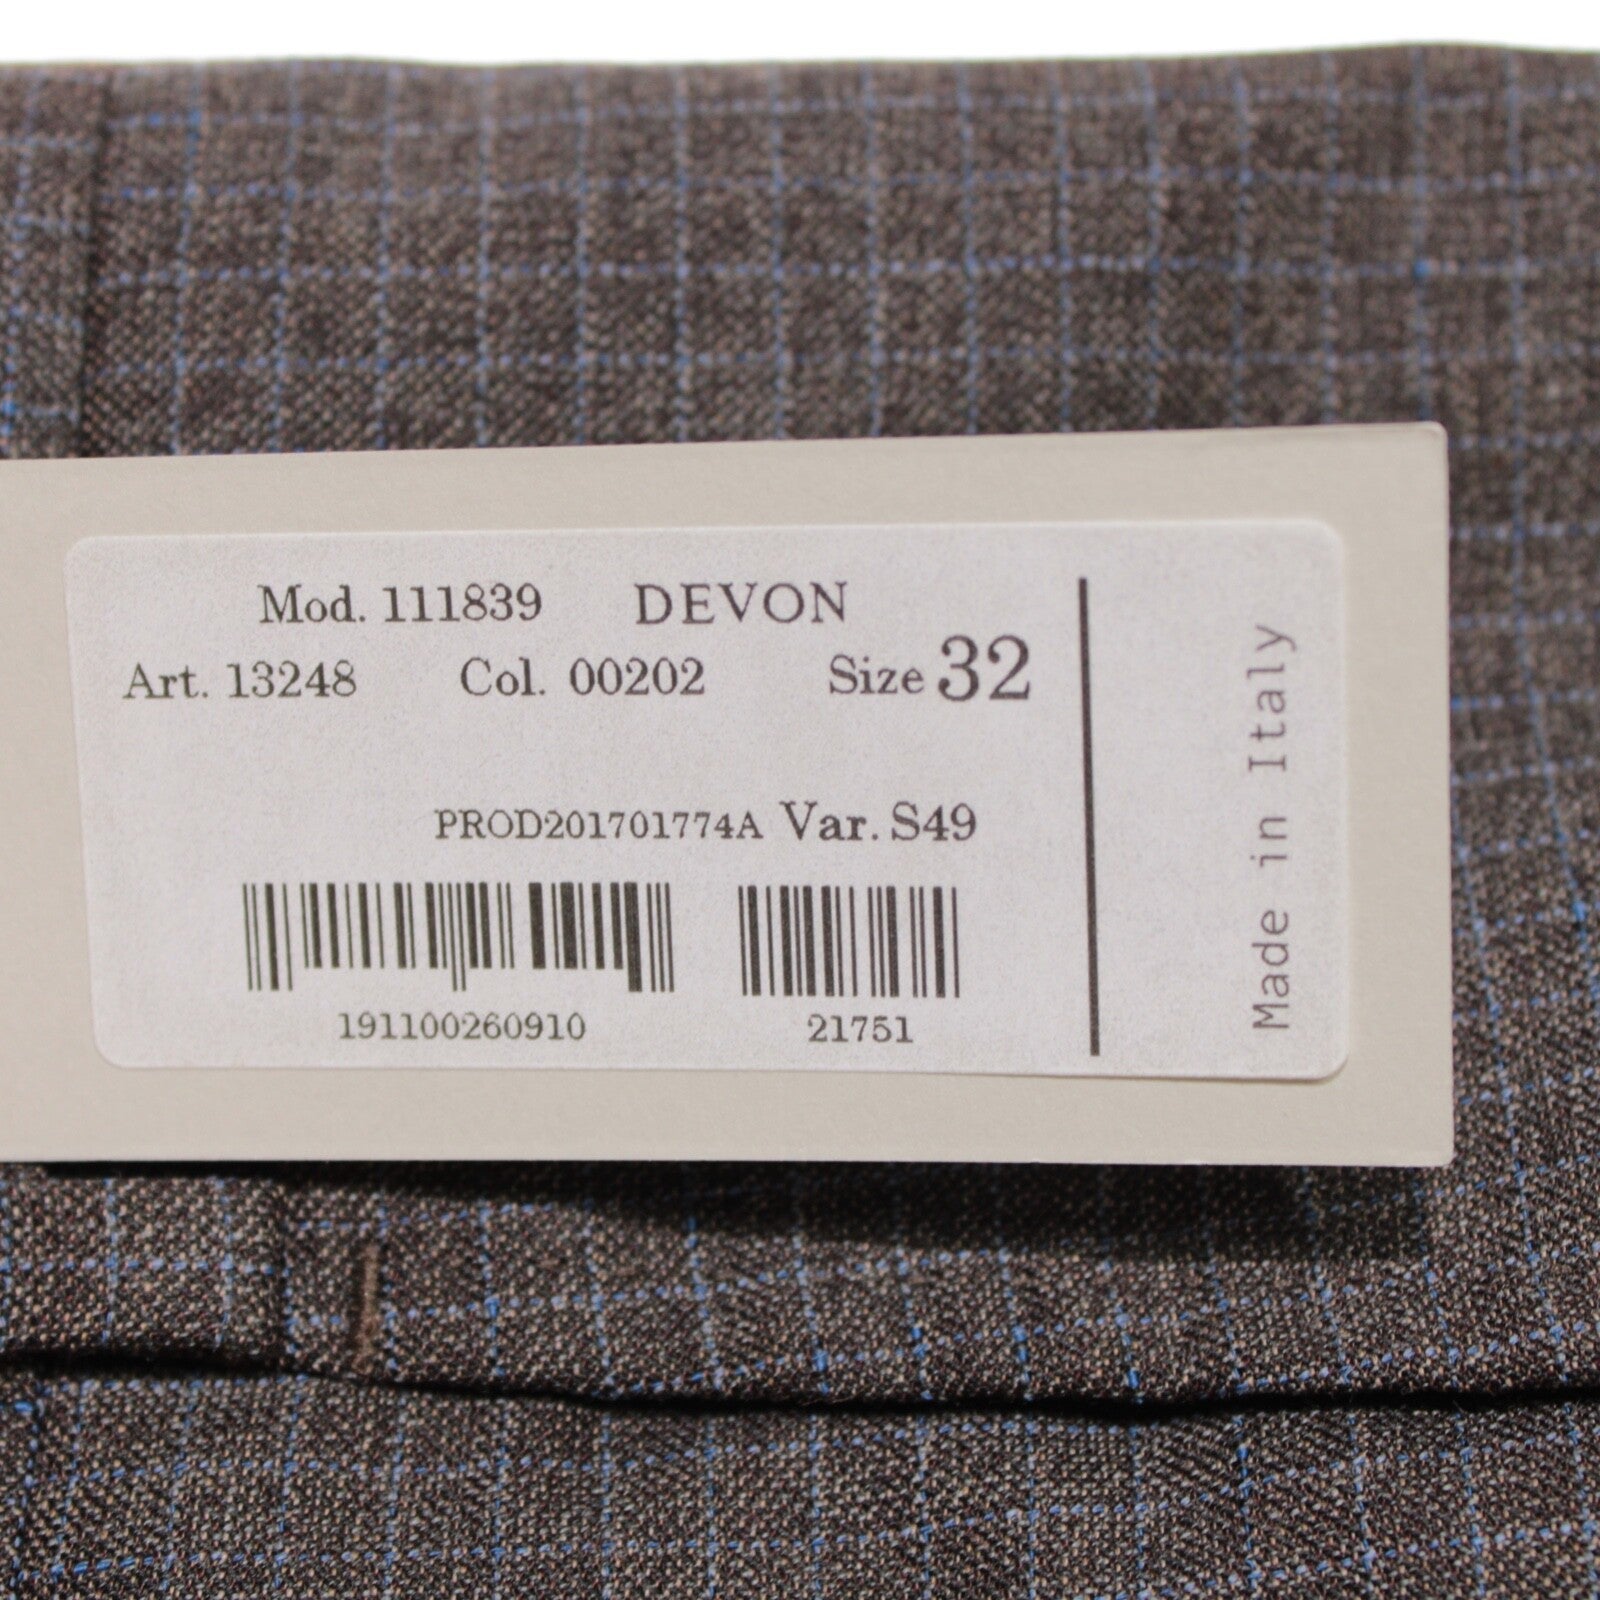 Mod. 111839 DEVON
Art. 13248 Col. 00202 Size 32
PROD201701774A Var. S49
191100260910 21751
Made in Italy